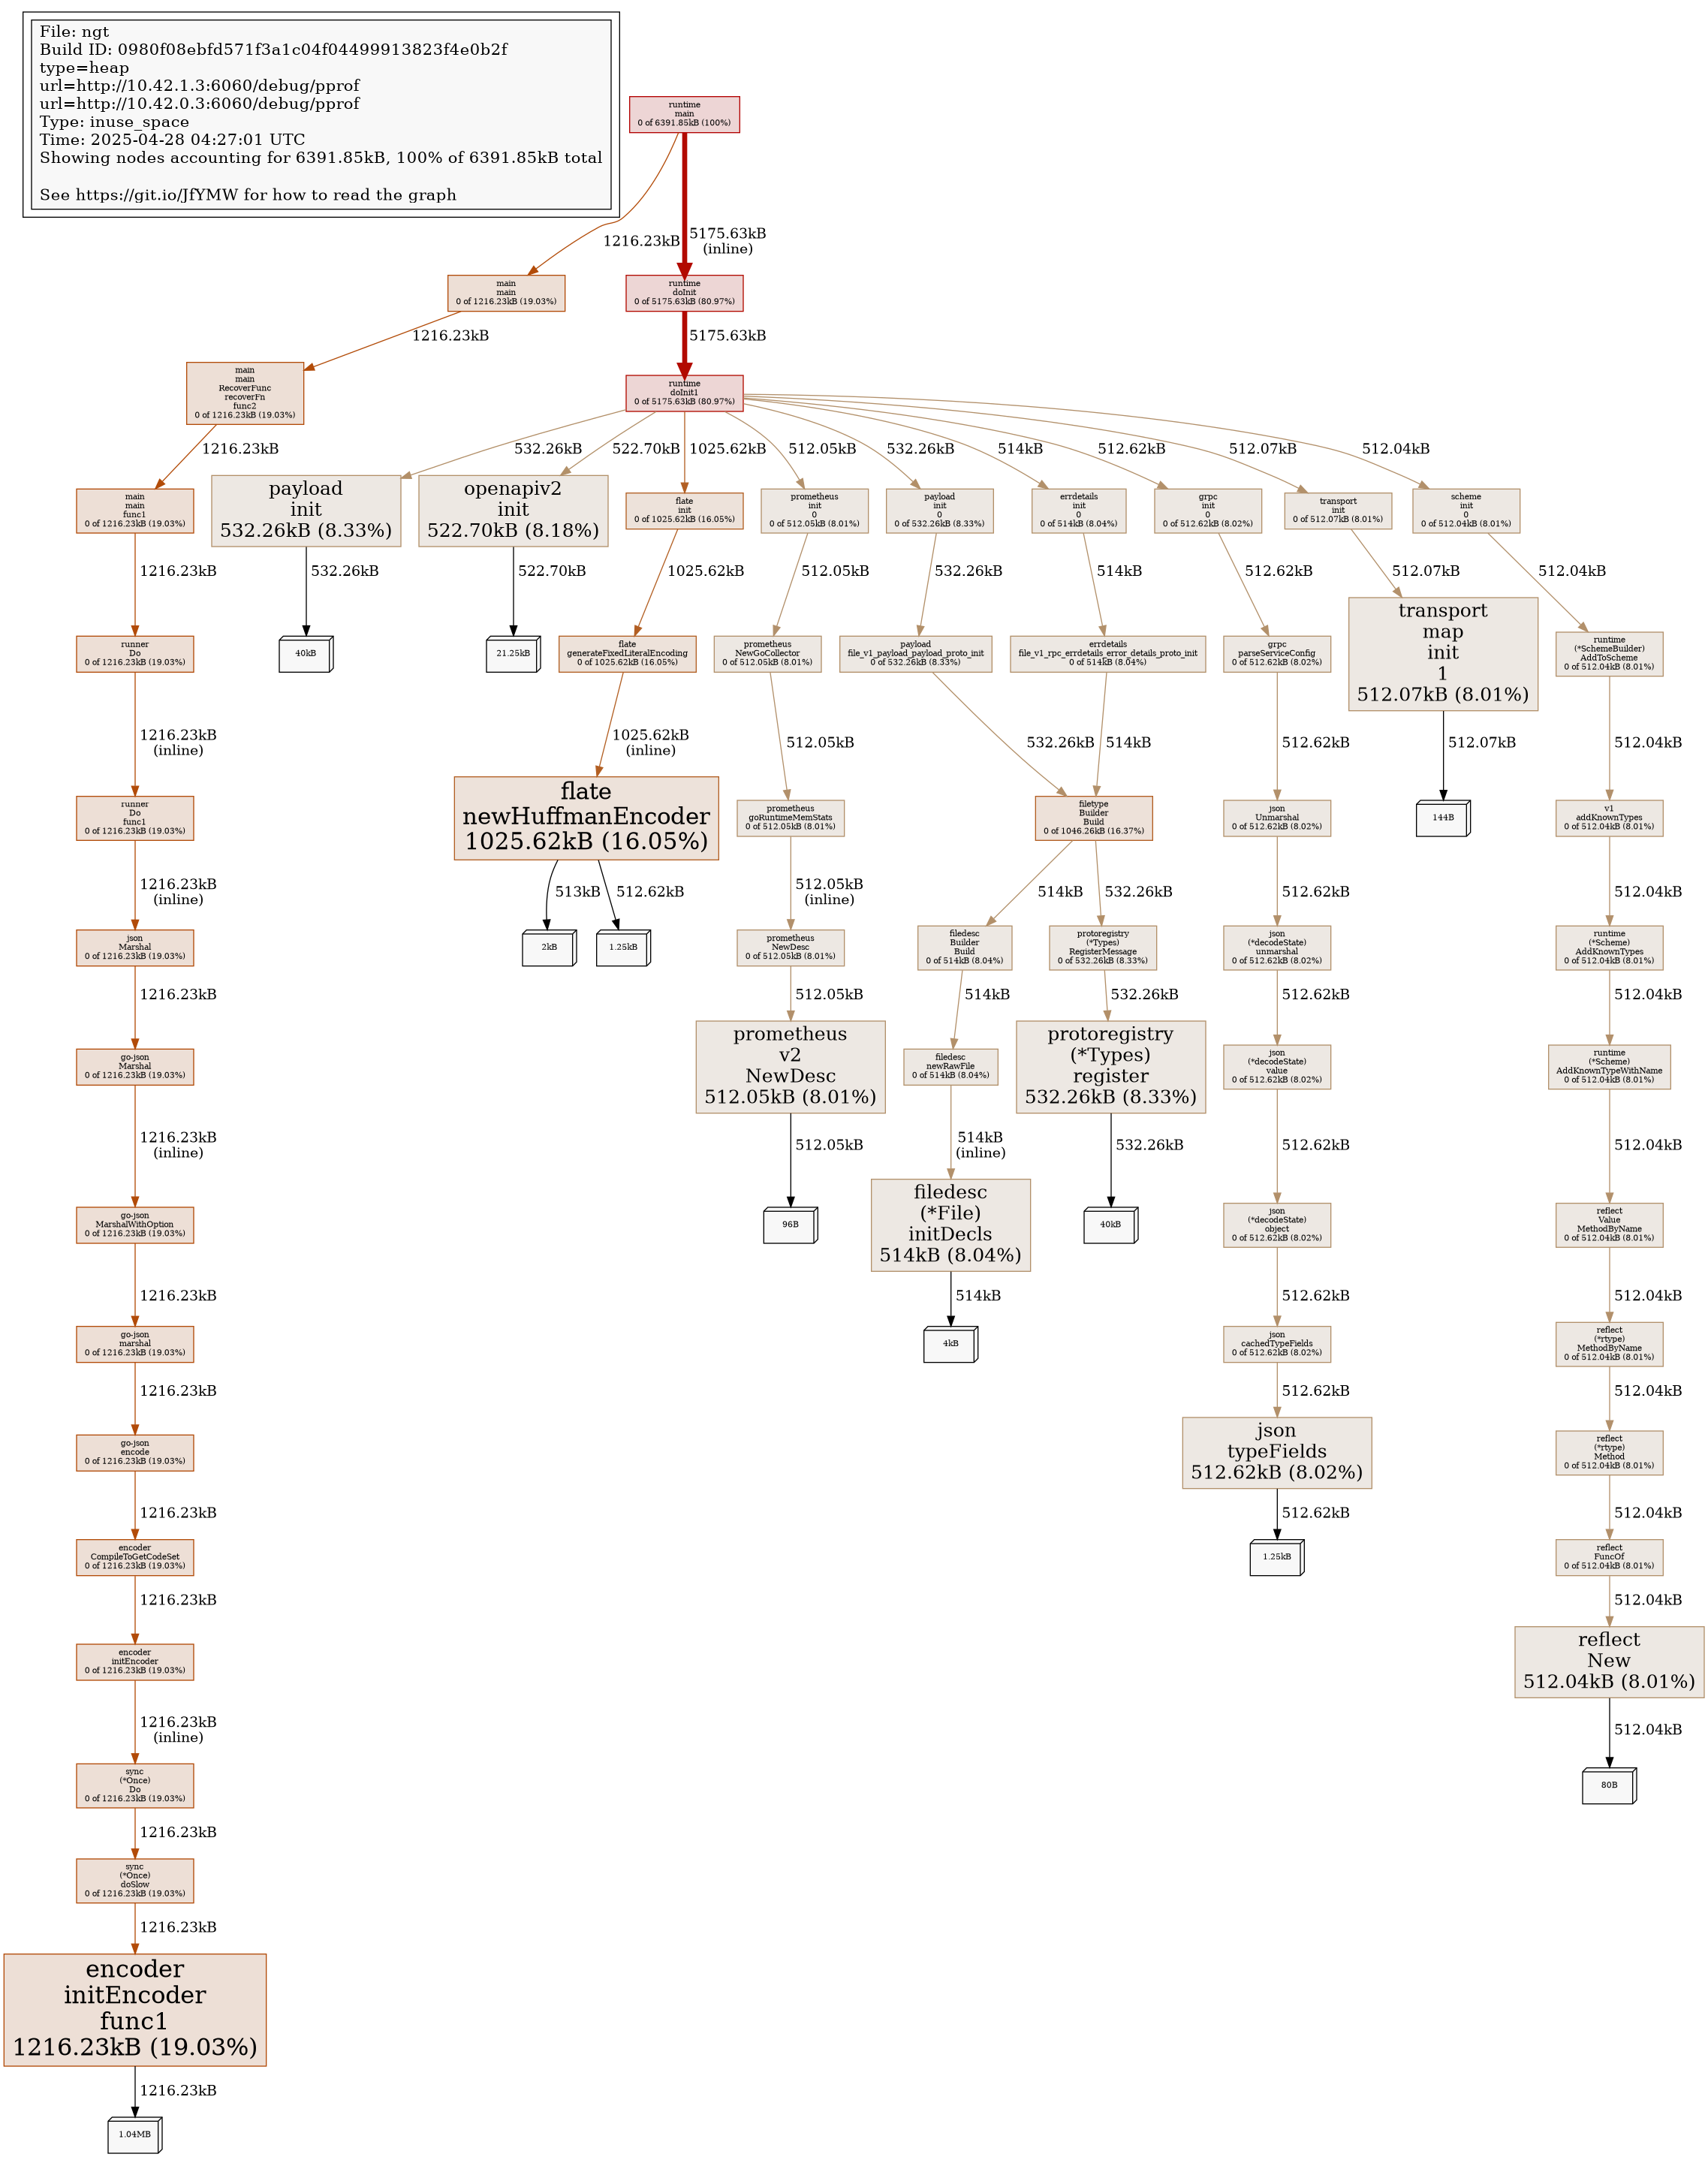 File: ngt
Build ID: 0980f08ebfd571f3a1c04f04499913823f4e0b2f
type=heap
url=http://10.42.1.3:6060/debug/pprof
url=http://10.42.0.3:6060/debug/pprof
Type: inuse_space
Time: 2025-04-28 04:27:01 UTC
Showing nodes accounting for 6391.85kB, 100% of 6391.85kB total
See https://git.io/JfYMW for how to read the graph
runtime
main
0 of 6391.85kB (100%)
1216.23kB
5175.63kB
(inline)
main
main
0 of 1216.23kB (19.03%)
runtime
doInit
0 of 5175.63kB (80.97%)
1216.23kB
5175.63kB
main
main
RecoverFunc
recoverFn
func2
0 of 1216.23kB (19.03%)
runtime
doInit1
0 of 5175.63kB (80.97%)
1216.23kB
532.26kB
522.70kB
1025.62kB
512.05kB
532.26kB
514kB
512.62kB
512.07kB
512.04kB
main
main
func1
0 of 1216.23kB (19.03%)
payload
init
532.26kB (8.33%)
openapiv2
init
522.70kB (8.18%)
flate
init
0 of 1025.62kB (16.05%)
prometheus
init
0
0 of 512.05kB (8.01%)
payload
init
0
0 of 532.26kB (8.33%)
errdetails
init
0
0 of 514kB (8.04%)
grpc
init
0
0 of 512.62kB (8.02%)
transport
init
0 of 512.07kB (8.01%)
scheme
init
0
0 of 512.04kB (8.01%)
1216.23kB
532.26kB
522.70kB
1025.62kB
512.05kB
532.26kB
514kB
512.62kB
512.07kB
512.04kB
runner
Do
0 of 1216.23kB (19.03%)
40kB
21.25kB
flate
generateFixedLiteralEncoding
0 of 1025.62kB (16.05%)
prometheus
NewGoCollector
0 of 512.05kB (8.01%)
payload
file_v1_payload_payload_proto_init
0 of 532.26kB (8.33%)
errdetails
file_v1_rpc_errdetails_error_details_proto_init
0 of 514kB (8.04%)
grpc
parseServiceConfig
0 of 512.62kB (8.02%)
transport
map
init
1
512.07kB (8.01%)
runtime
(*SchemeBuilder)
AddToScheme
0 of 512.04kB (8.01%)
1216.23kB
(inline)
1025.62kB
(inline)
512.05kB
532.26kB
514kB
512.62kB
512.07kB
512.04kB
runner
Do
func1
0 of 1216.23kB (19.03%)
flate
newHuffmanEncoder
1025.62kB (16.05%)
prometheus
goRuntimeMemStats
0 of 512.05kB (8.01%)
filetype
Builder
Build
0 of 1046.26kB (16.37%)
json
Unmarshal
0 of 512.62kB (8.02%)
144B
v1
addKnownTypes
0 of 512.04kB (8.01%)
1216.23kB
(inline)
513kB
512.62kB
512.05kB
(inline)
514kB
532.26kB
512.62kB
512.04kB
json
Marshal
0 of 1216.23kB (19.03%)
2kB
1.25kB
prometheus
NewDesc
0 of 512.05kB (8.01%)
filedesc
Builder
Build
0 of 514kB (8.04%)
protoregistry
(*Types)
RegisterMessage
0 of 532.26kB (8.33%)
json
(*decodeState)
unmarshal
0 of 512.62kB (8.02%)
runtime
(*Scheme)
AddKnownTypes
0 of 512.04kB (8.01%)
1216.23kB
512.05kB
514kB
532.26kB
512.62kB
512.04kB
go-json
Marshal
0 of 1216.23kB (19.03%)
prometheus
v2
NewDesc
512.05kB (8.01%)
filedesc
newRawFile
0 of 514kB (8.04%)
protoregistry
(*Types)
register
532.26kB (8.33%)
json
(*decodeState)
value
0 of 512.62kB (8.02%)
runtime
(*Scheme)
AddKnownTypeWithName
0 of 512.04kB (8.01%)
1216.23kB
(inline)
512.05kB
514kB
(inline)
532.26kB
512.62kB
512.04kB
go-json
MarshalWithOption
0 of 1216.23kB (19.03%)
96B
filedesc
(*File)
initDecls
514kB (8.04%)
40kB
json
(*decodeState)
object
0 of 512.62kB (8.02%)
reflect
Value
MethodByName
0 of 512.04kB (8.01%)
1216.23kB
514kB
512.62kB
512.04kB
go-json
marshal
0 of 1216.23kB (19.03%)
4kB
json
cachedTypeFields
0 of 512.62kB (8.02%)
reflect
(*rtype)
MethodByName
0 of 512.04kB (8.01%)
1216.23kB
512.62kB
512.04kB
go-json
encode
0 of 1216.23kB (19.03%)
json
typeFields
512.62kB (8.02%)
reflect
(*rtype)
Method
0 of 512.04kB (8.01%)
1216.23kB
512.62kB
512.04kB
encoder
CompileToGetCodeSet
0 of 1216.23kB (19.03%)
1.25kB
reflect
FuncOf
0 of 512.04kB (8.01%)
1216.23kB
512.04kB
encoder
initEncoder
0 of 1216.23kB (19.03%)
reflect
New
512.04kB (8.01%)
1216.23kB
(inline)
512.04kB
sync
(*Once)
Do
0 of 1216.23kB (19.03%)
80B
1216.23kB
sync
(*Once)
doSlow
0 of 1216.23kB (19.03%)
1216.23kB
encoder
initEncoder
func1
1216.23kB (19.03%)
1216.23kB
1.04MB